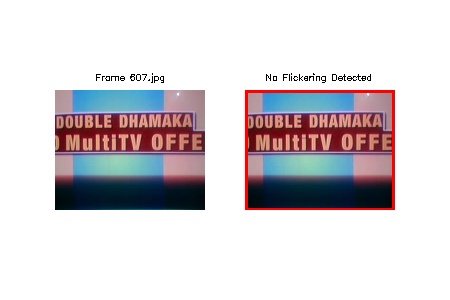 Frame 607.jpg
DOUBLE DHAMAKA
MultiTV OFFE
No Flickering Detected
DOUBLE DHAMAKA
MultiTV OFFE